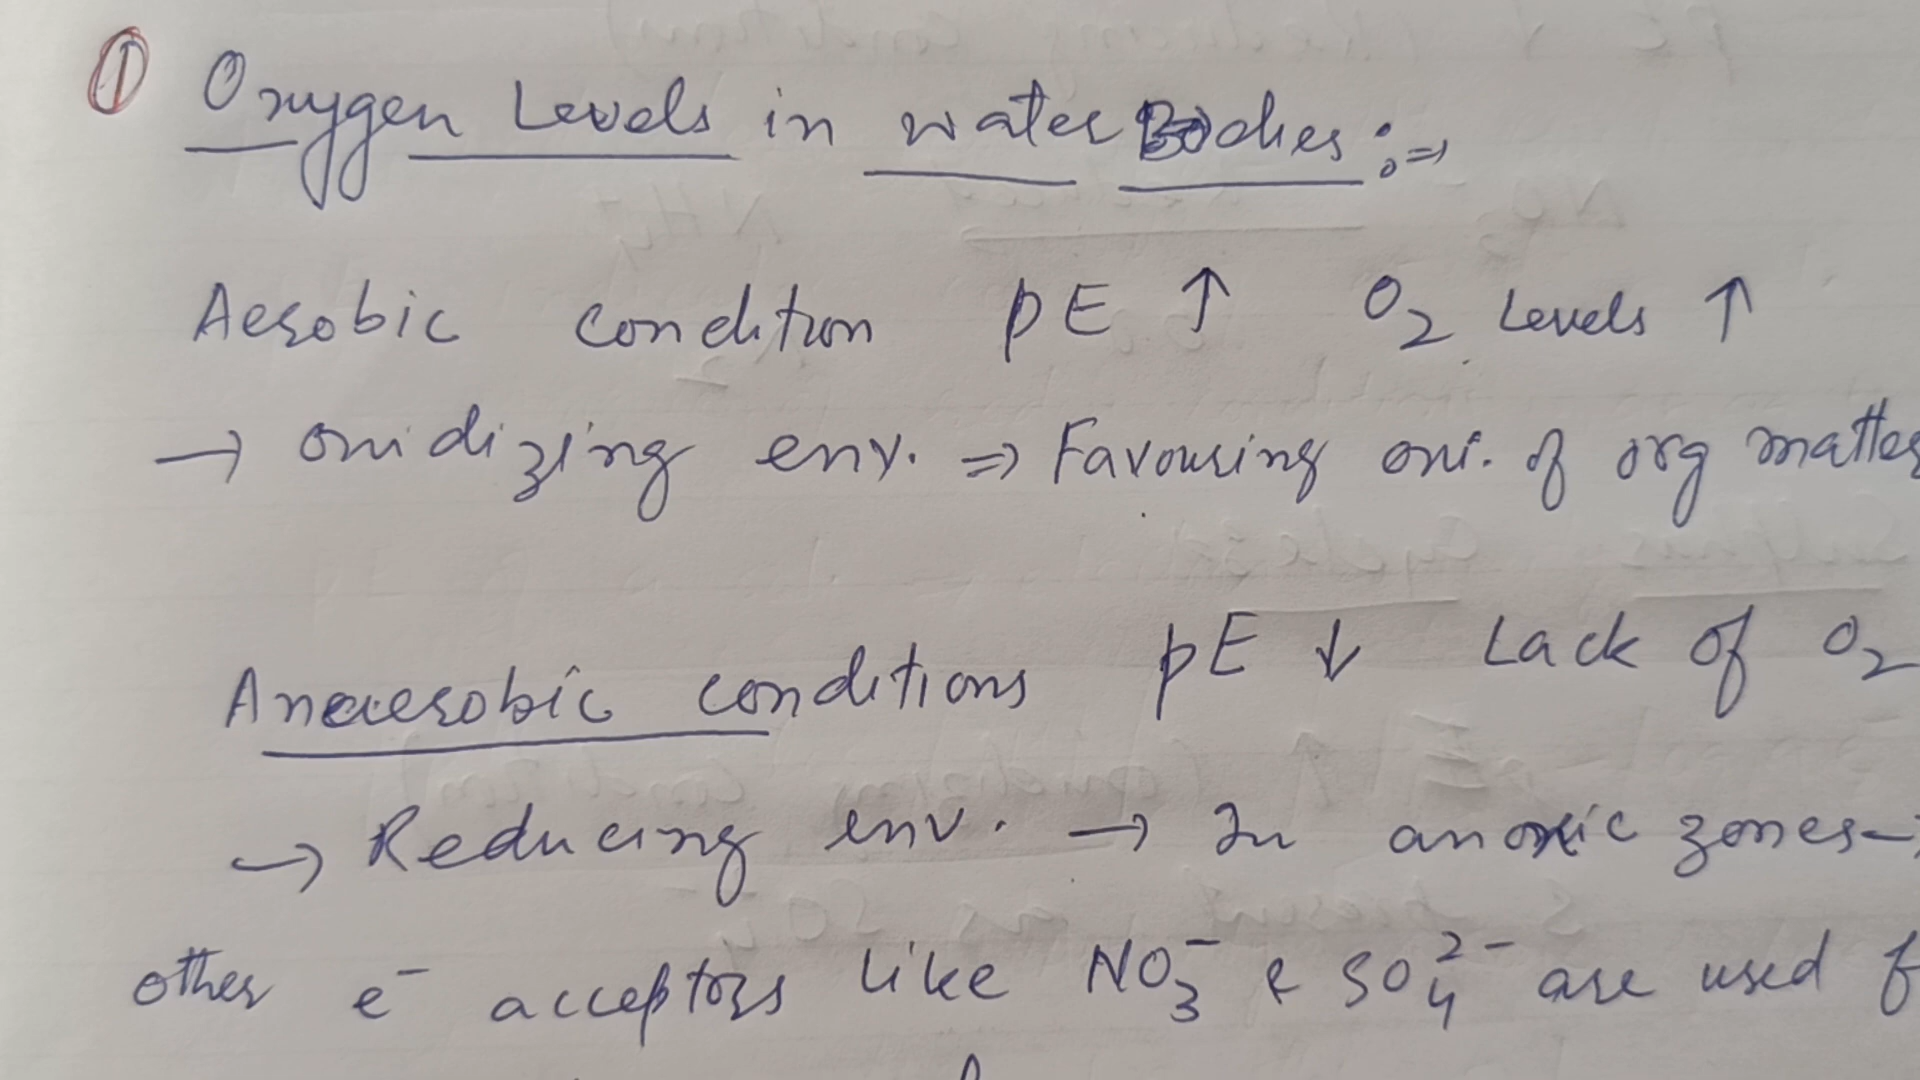 ① Oxygen Levels in water Bodies :⇒
Aerobic condition pE ↑ O₂ Levels ↑
→ oxidizing env. ⇒ Favouring oxi. of org matter
Anaerobic conditions pE ↓ Lack of O₂
→ Reducing env. → In anoxic zones →
other e⁻ acceptors like NO₃⁻ & SO₄²⁻ are used f